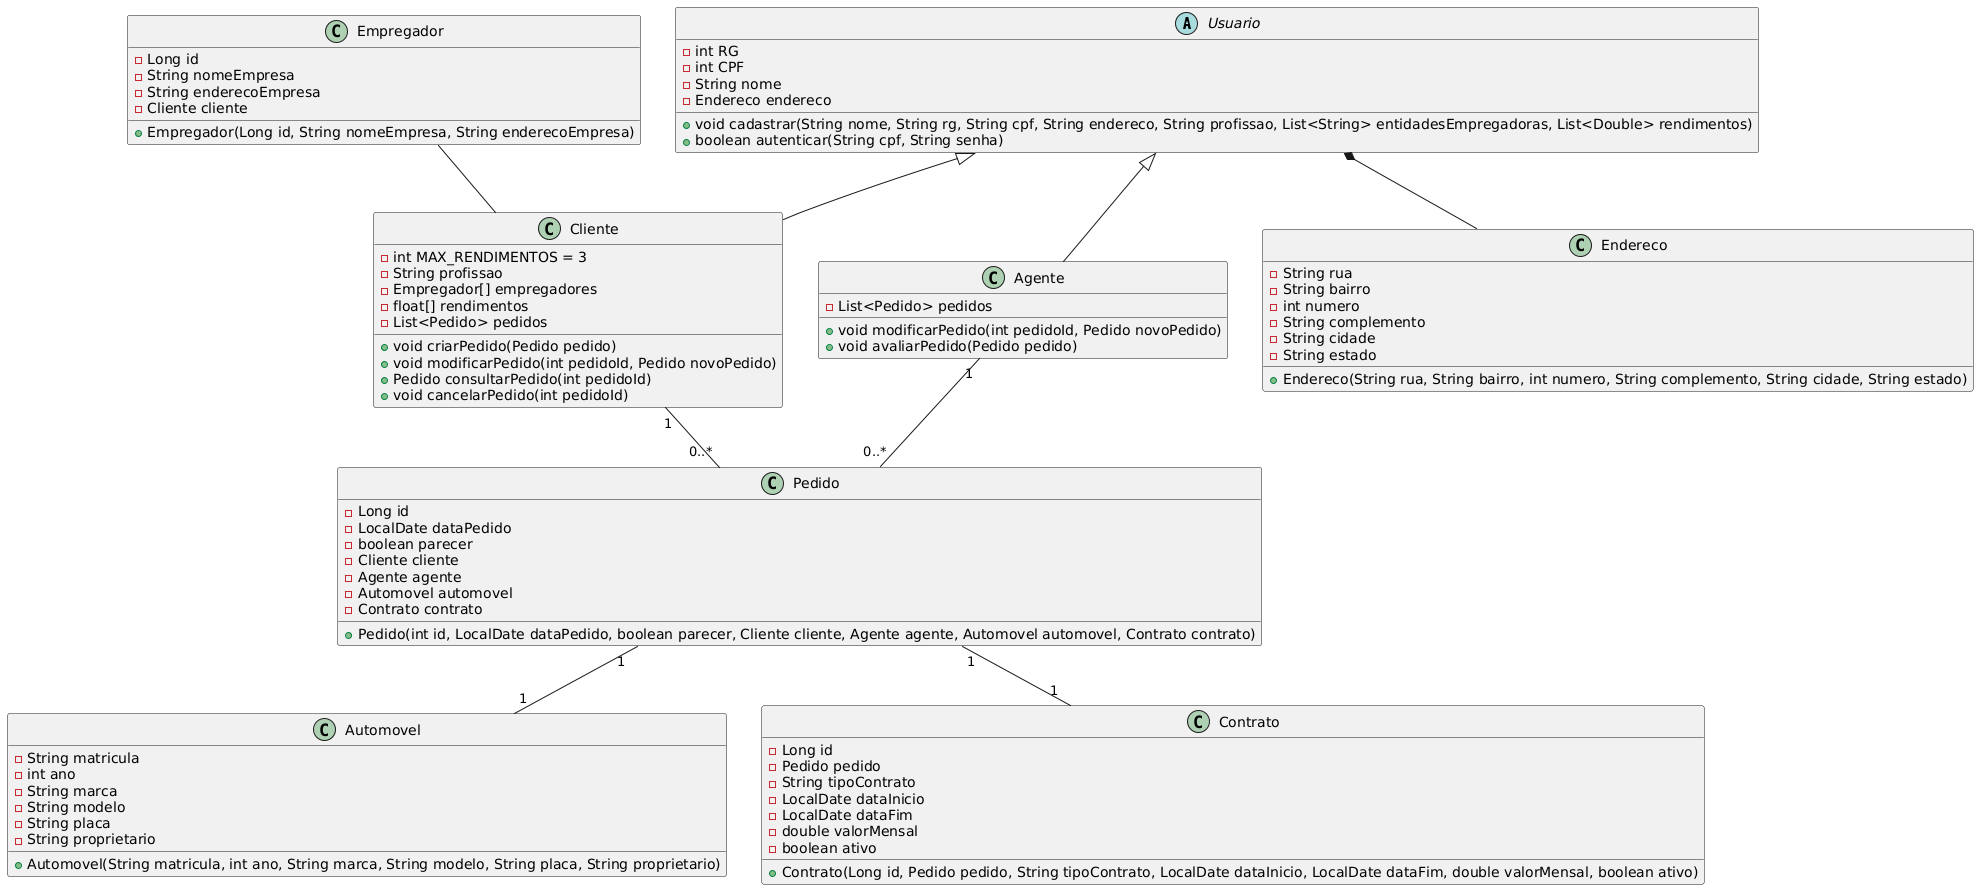 Empregador
Long id
String nomeEmpresa
String enderecoEmpresa
Cliente cliente
Empregador(Long id, String nomeEmpresa, String enderecoEmpresa)
A Usuario
int RG
int CPF
String nome
Endereco endereco
void cadastrar(String nome, String rg, String cpf, String endereco, String profissao, List<String> entidadesEmpregadoras, List<Double> rendimentos)
boolean autenticar(String cpf, String senha)
C Cliente
int MAX_RENDIMENTOS = 3
String profissao
Empregador[] empregadores
float[] rendimentos
List<Pedido> pedidos
void criarPedido(Pedido pedido)
void modificarPedido(int pedidoId, Pedido novoPedido)
Pedido consultarPedido(int pedidoId)
void cancelarPedido(int pedidoId)
C Agente
List<Pedido> pedidos
void modificarPedido(int pedidoId, Pedido novoPedido)
void avaliarPedido(Pedido pedido)
C Endereco
String rua
String bairro
int numero
String complemento
String cidade
String estado
Endereco(String rua, String bairro, int numero, String complemento, String cidade, String estado)
1
0..*
1
0..*
C Pedido
Long id
LocalDate dataPedido
boolean parecer
Cliente cliente
Agente agente
Automovel automovel
Contrato contrato
Pedido(int id, LocalDate dataPedido, boolean parecer, Cliente cliente, Agente agente, Automovel automovel, Contrato contrato)
1
1
1
1
C Automovel
String matricula
int ano
String marca
String modelo
String placa
String proprietario
Automovel(String matricula, int ano, String marca, String modelo, String placa, String proprietario)
C Contrato
Long id
Pedido pedido
String tipoContrato
LocalDate dataInicio
LocalDate dataFim
double valorMensal
boolean ativo
Contrato(Long id, Pedido pedido, String tipoContrato, LocalDate dataInicio, LocalDate dataFim, double valorMensal, boolean ativo)